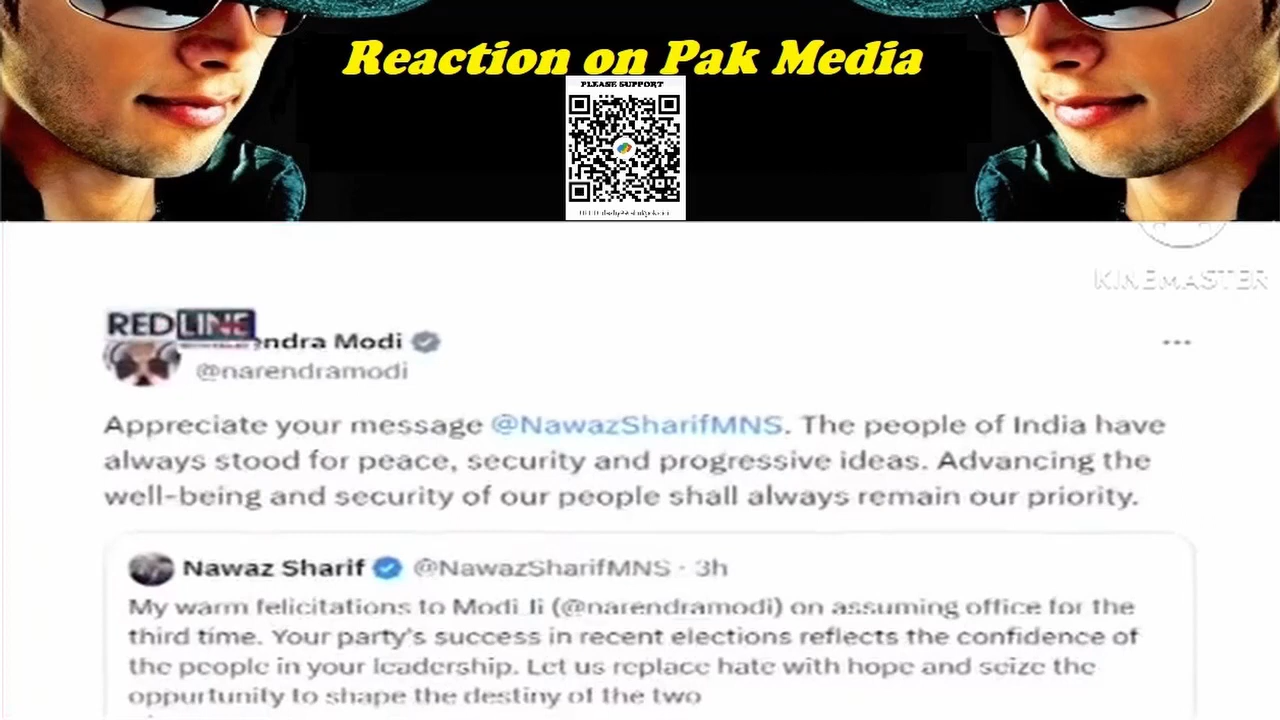 Reaction on Pak Media
PLEASE SUPPORT
KINEMASTER
RED LINE
ndra Modi
@narendramodi
Appreciate your message @NawazSharifMNS. The people of India have
always stood for peace, security and progressive ideas. Advancing the
well-being and security of our people shall always remain our priority.
Nawaz Sharif @NawazSharifMNS · 3h
My warm felicitations to Modi Ji (@narendramodi) on assuming office for the
third time. Your party's success in recent elections reflects the confidence of
the people in your leadership. Let us replace hate with hope and seize the
oppurtunity to shape the destiny of the two